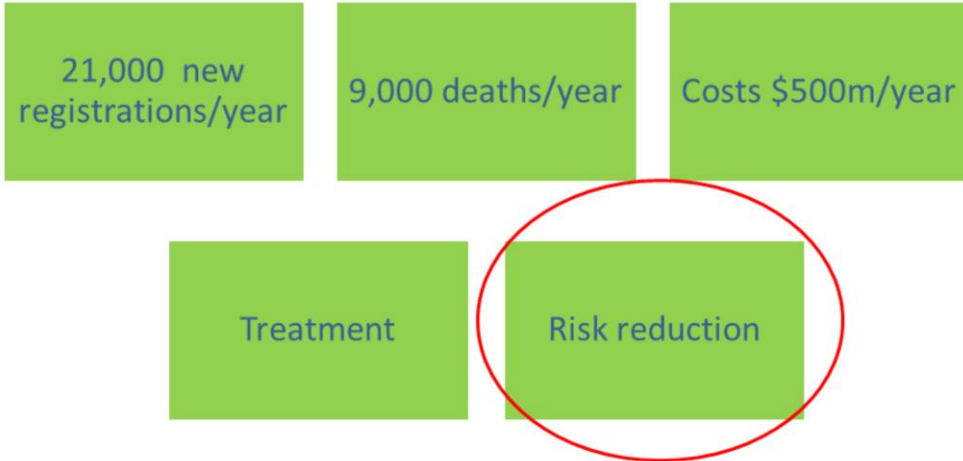 21,000 new
registrations/year
9,000 deaths/year
Costs $500m/year
Treatment
Risk reduction